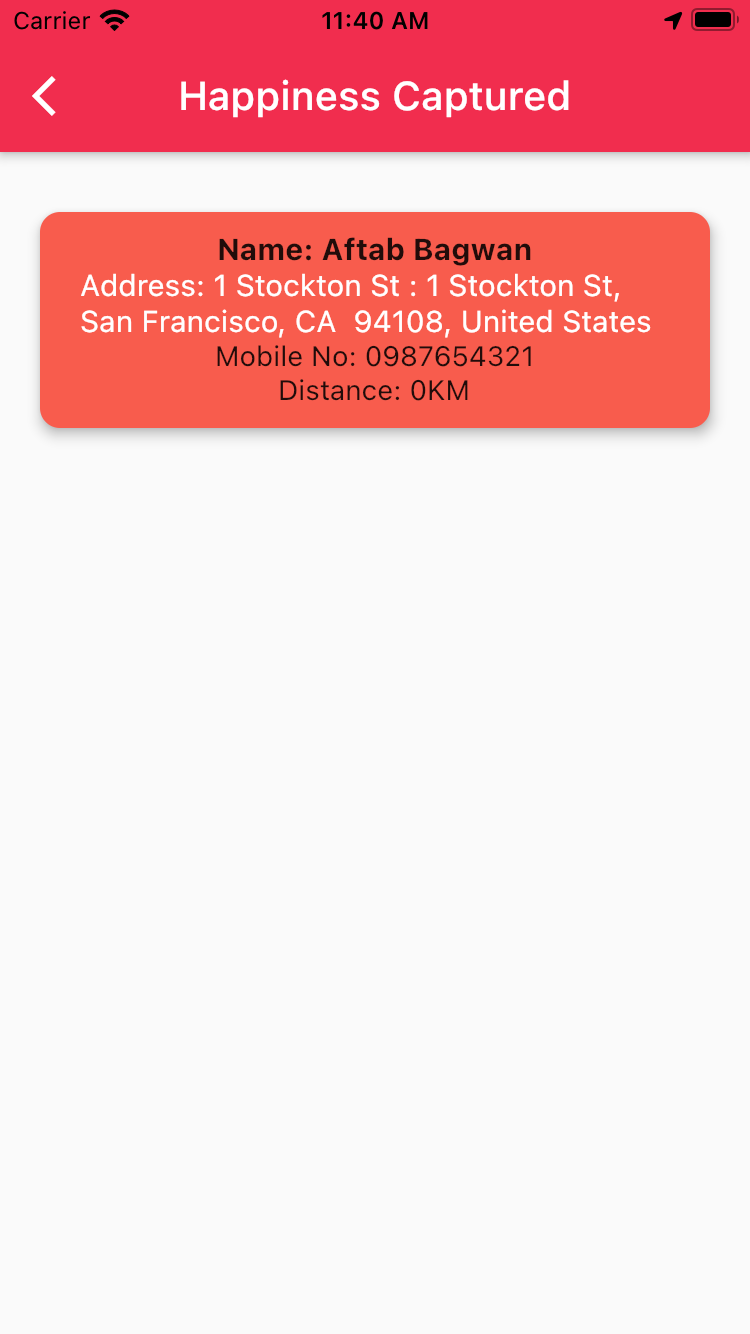 Carrier 11:40 AM
Happiness Captured
Name: Aftab Bagwan
Address: 1 Stockton St : 1 Stockton St,
San Francisco, CA  94108, United States
Mobile No: 0987654321
Distance: 0KM